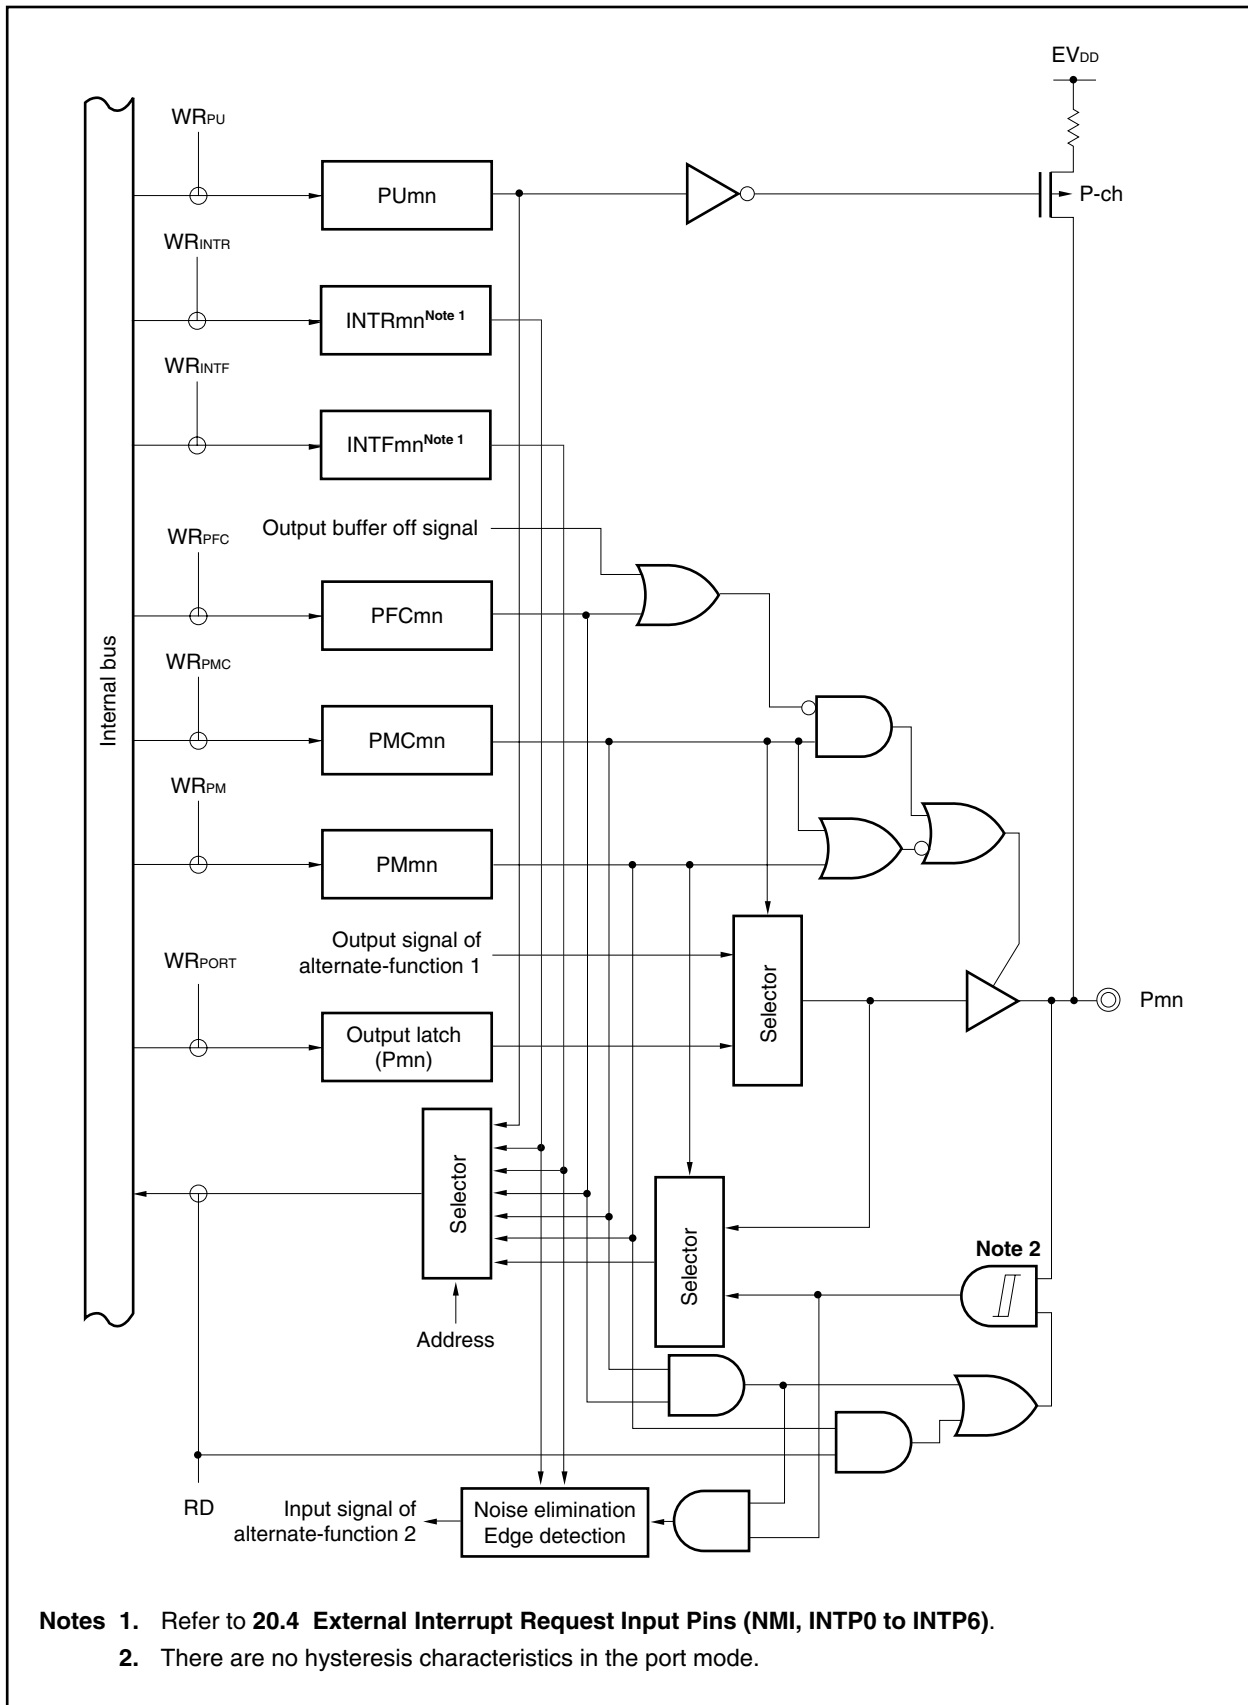 EVDD
WRPU
PUmn
P-ch
WRINTR
INTRmnNote 1
WRINTF
INTFmnNote 1
Output buffer off signal
WRPFC
PFCmn
Internal bus
WRPMC
PMCmn
WRPM
PMmn
Output signal of
alternate-function 1
WRPORT
Selector
Pmn
Output latch
(Pmn)
Selector
Selector
Note 2
Address
RD
Input signal of
alternate-function 2
Noise elimination
Edge detection
Notes 1. Refer to 20.4 External Interrupt Request Input Pins (NMI, INTP0 to INTP6).
2. There are no hysteresis characteristics in the port mode.